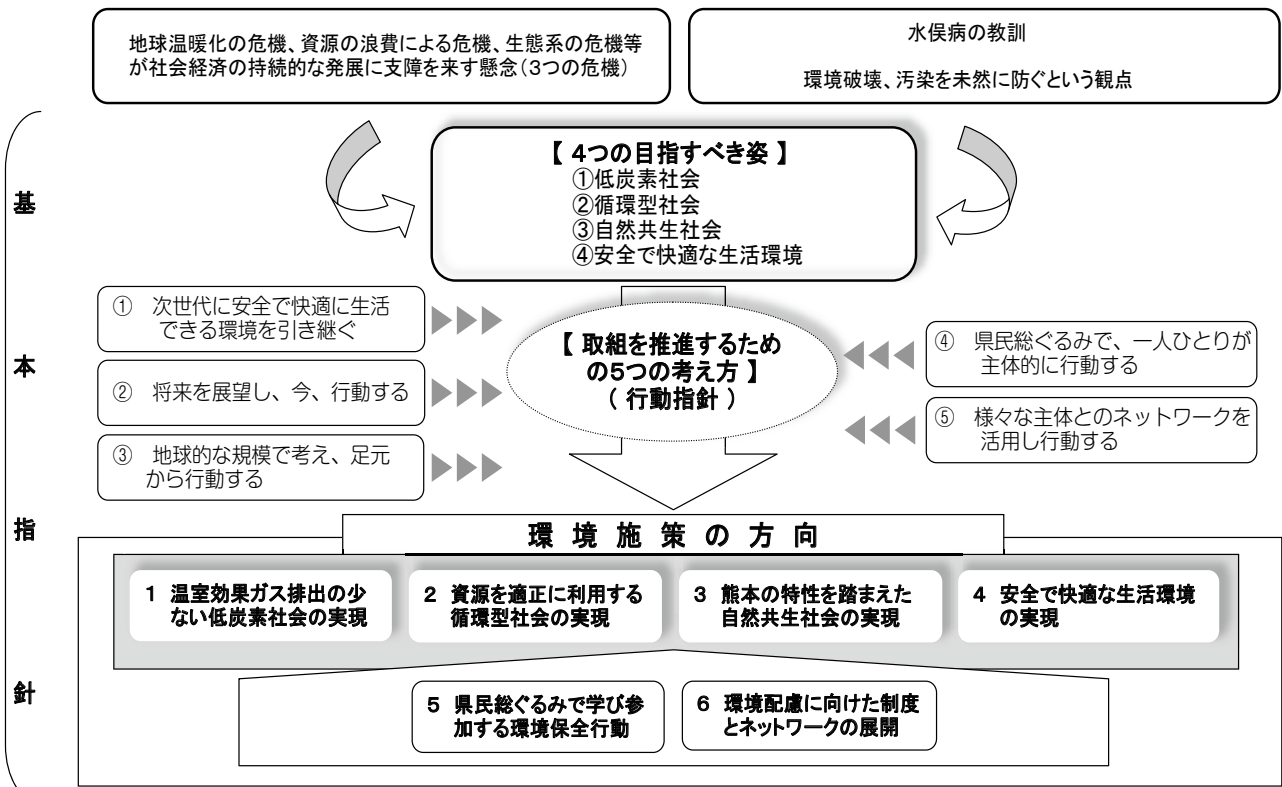 地球温暖化の危機、資源の浪費による危機、生態系の危機等
が社会経済の持続的な発展に支障を来す懸念（3つの危機）
水俣病の教訓
環境破壊、汚染を未然に防ぐという観点
基本指針
【 4つの目指すべき姿 】
①低炭素社会
②循環型社会
③自然共生社会
④安全で快適な生活環境
① 次世代に安全で快適に生活
できる環境を引き継ぐ
② 将来を展望し、今、行動する
③ 地球的な規模で考え、足元
から行動する
【 取組を推進するため
の5つの考え方 】
（ 行動指針 ）
④ 県民総ぐるみで、一人ひとりが
主体的に行動する
⑤ 様々な主体とのネットワークを
活用し行動する
環境施策の方向
1 温室効果ガス排出の少
ない低炭素社会の実現
2 資源を適正に利用する
循環型社会の実現
3 熊本の特性を踏まえた
自然共生社会の実現
4 安全で快適な生活環境
の実現
5 県民総ぐるみで学び参
加する環境保全行動
6 環境配慮に向けた制度
とネットワークの展開